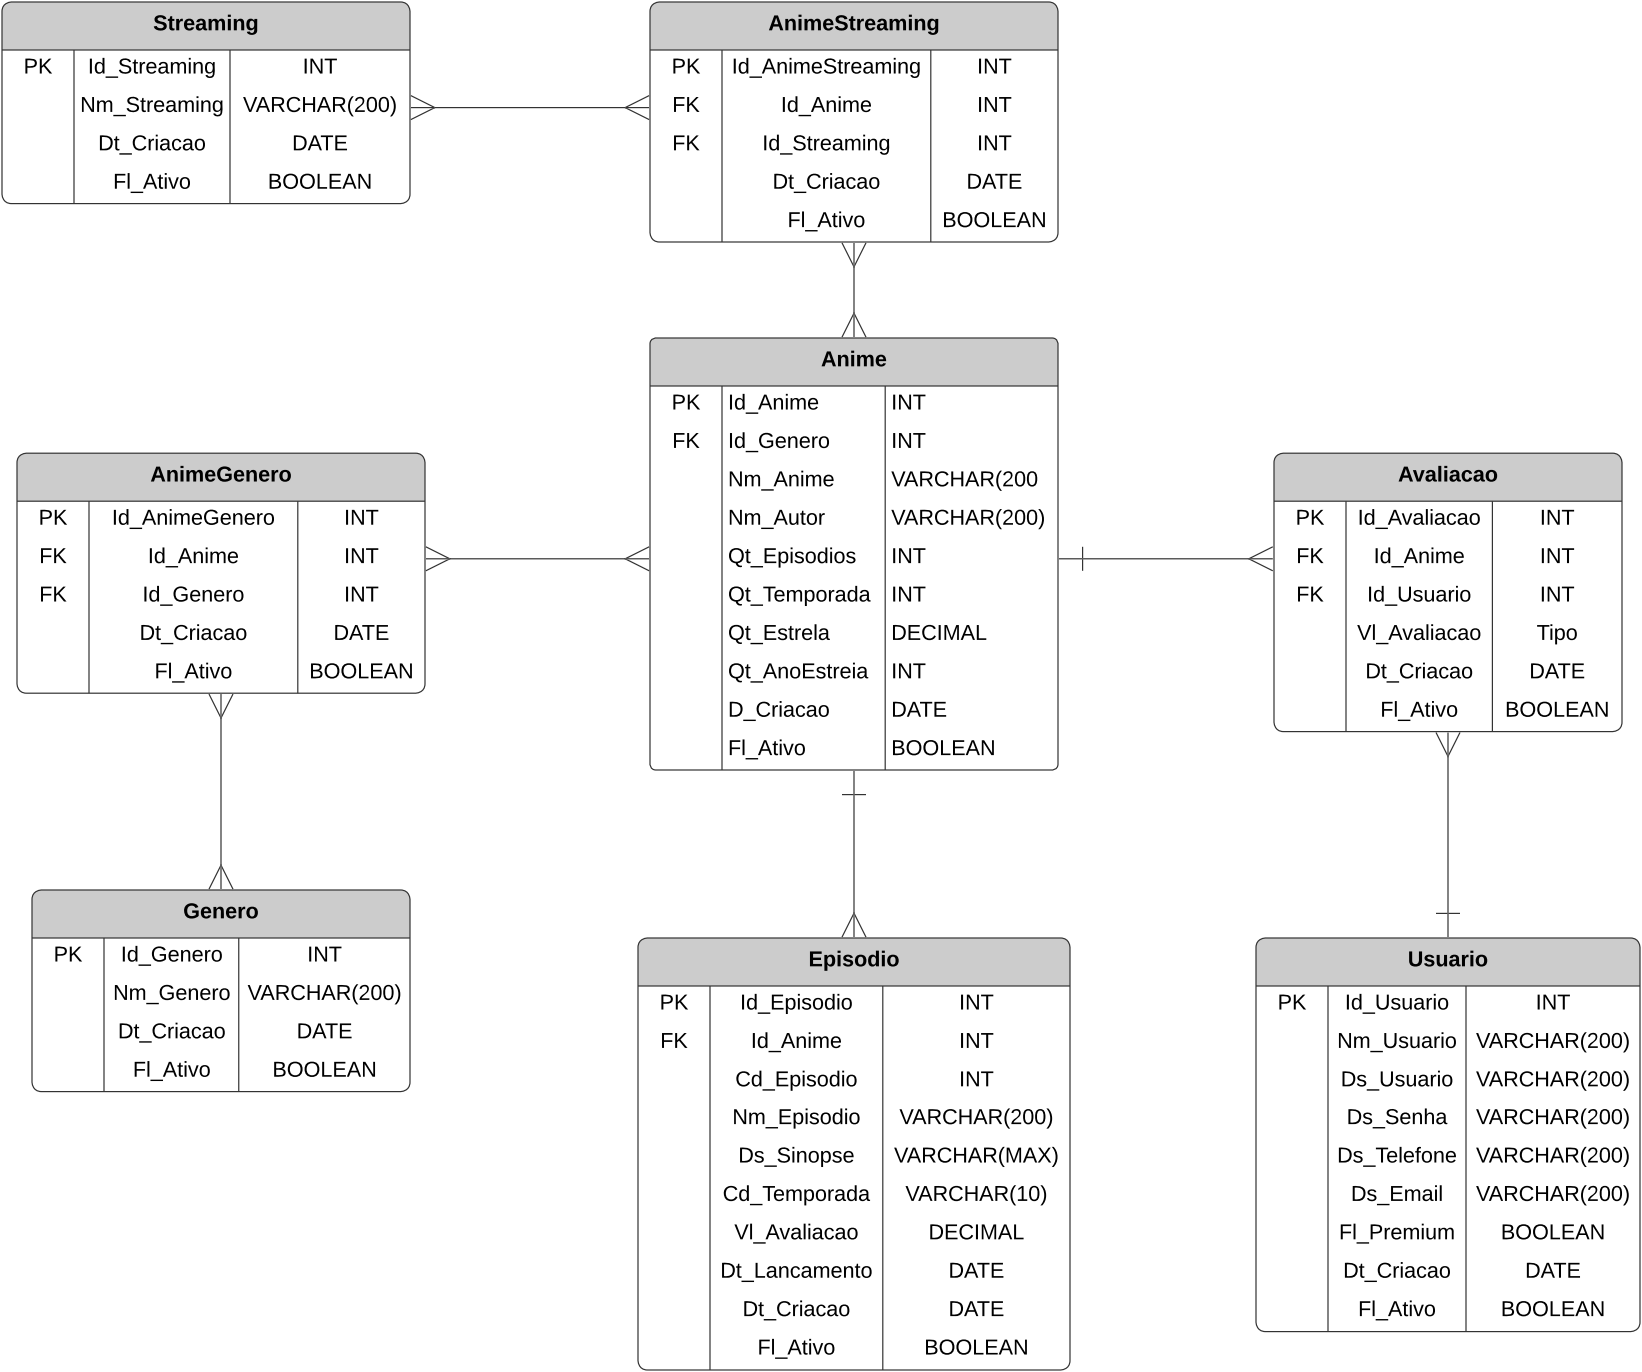 Streaming
PK Id_Streaming INT
Nm_Streaming VARCHAR(200)
Dt_Criacao DATE
Fl_Ativo BOOLEAN
AnimeStreaming
PK Id_AnimeStreaming INT
FK Id_Anime INT
FK Id_Streaming INT
Dt_Criacao DATE
Fl_Ativo BOOLEAN
Anime
PK Id_Anime INT
FK Id_Genero INT
Nm_Anime VARCHAR(200
Nm_Autor VARCHAR(200)
Qt_Episodios INT
Qt_Temporada INT
Qt_Estrela DECIMAL
Qt_AnoEstreia INT
D_Criacao DATE
Fl_Ativo BOOLEAN
AnimeGenero
PK Id_AnimeGenero INT
FK Id_Anime INT
FK Id_Genero INT
Dt_Criacao DATE
Fl_Ativo BOOLEAN
Avaliacao
PK Id_Avaliacao INT
FK Id_Anime INT
FK Id_Usuario INT
Vl_Avaliacao Tipo
Dt_Criacao DATE
Fl_Ativo BOOLEAN
Genero
PK Id_Genero INT
Nm_Genero VARCHAR(200)
Dt_Criacao DATE
Fl_Ativo BOOLEAN
Episodio
PK Id_Episodio INT
FK Id_Anime INT
Cd_Episodio INT
Nm_Episodio VARCHAR(200)
Ds_Sinopse VARCHAR(MAX)
Cd_Temporada VARCHAR(10)
Vl_Avaliacao DECIMAL
Dt_Lancamento DATE
Dt_Criacao DATE
Fl_Ativo BOOLEAN
Usuario
PK Id_Usuario INT
Nm_Usuario VARCHAR(200)
Ds_Usuario VARCHAR(200)
Ds_Senha VARCHAR(200)
Ds_Telefone VARCHAR(200)
Ds_Email VARCHAR(200)
Fl_Premium BOOLEAN
Dt_Criacao DATE
Fl_Ativo BOOLEAN